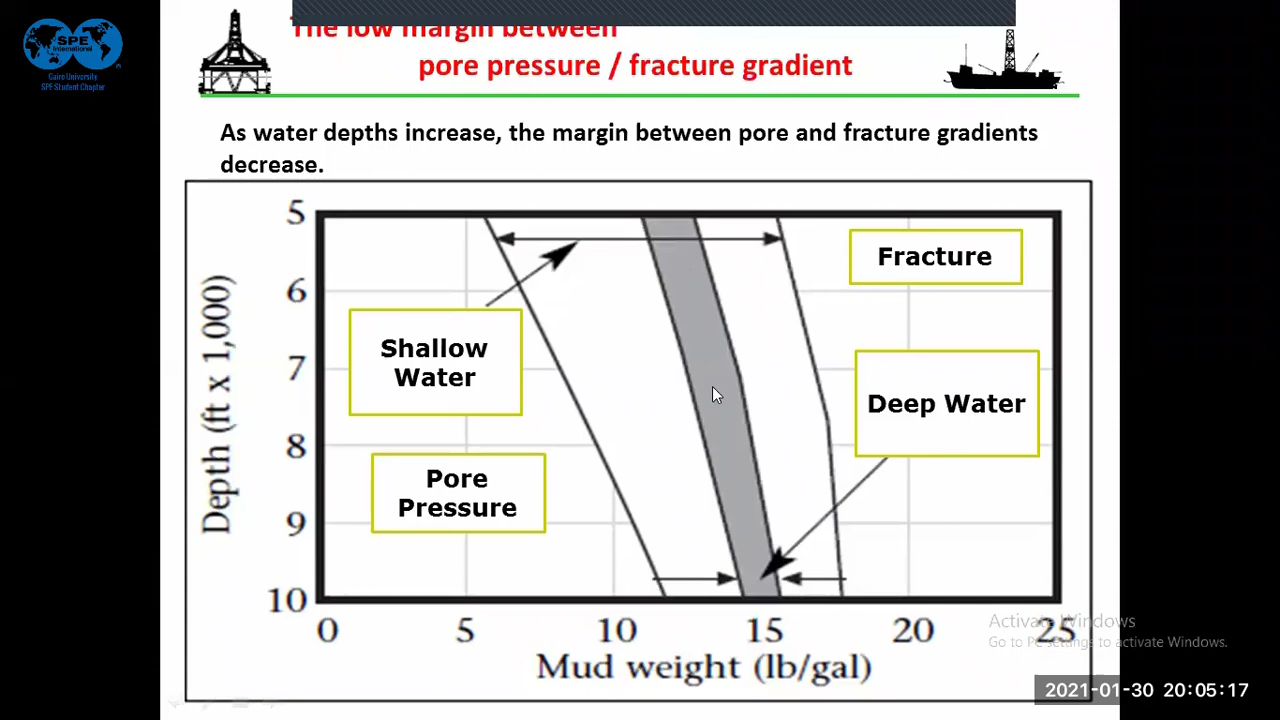 SPE
International
Cairo University
SPE Student Chapter
The low margin between
pore pressure / fracture gradient
As water depths increase, the margin between pore and fracture gradients
decrease.
5
6
7
8
9
10
Depth (ft x 1,000)
Fracture
Shallow
Water
Deep Water
Pore
Pressure
0 5 10 15 20 25
Mud weight (lb/gal)
Activate Windows
Go to PC settings to activate Windows.
2021-01-30 20:05:17